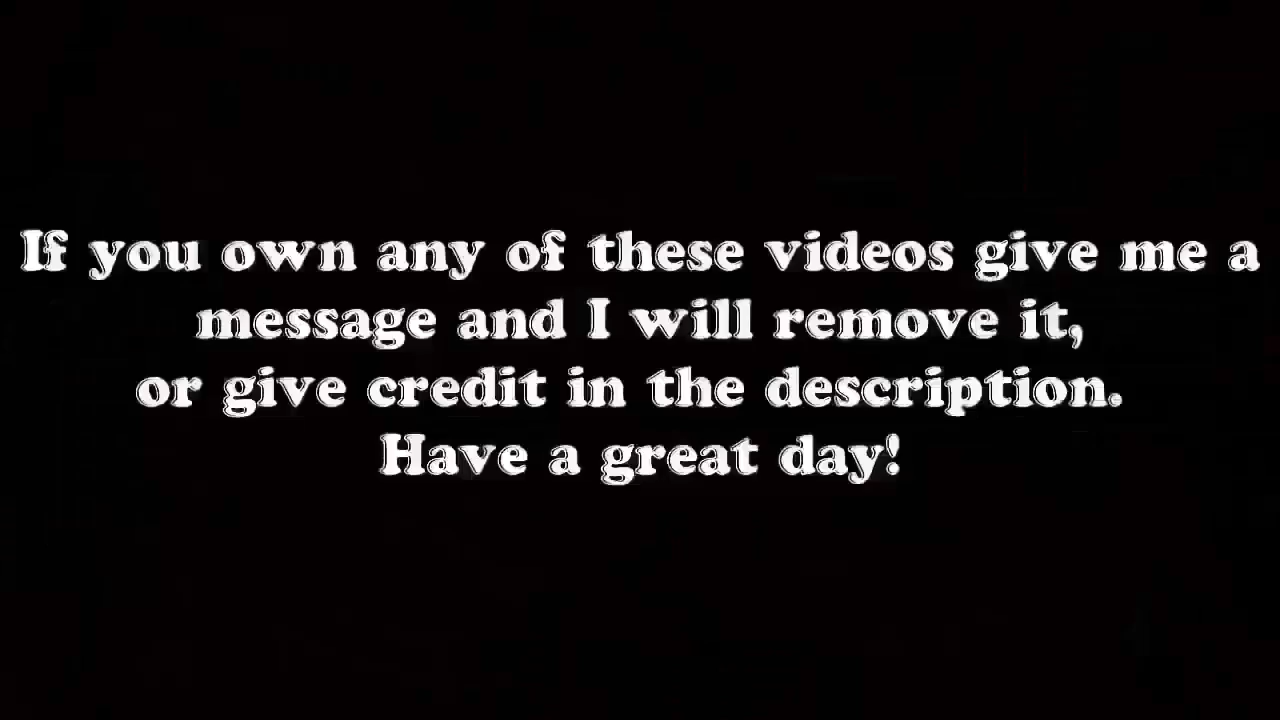 If you own any of these videos give me a
message and I will remove it,
or give credit in the description.
Have a great day!